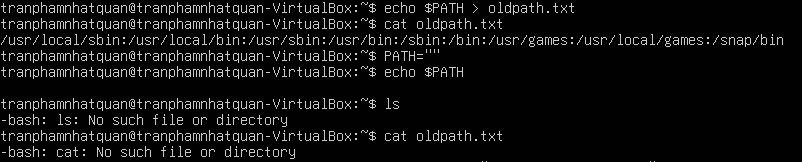 tranphamnhatquan@tranphamnhatquan-VirtualBox:~$ echo $PATH > oldpath.txt
tranphamnhatquan@tranphamnhatquan-VirtualBox:~$ cat oldpath.txt
/usr/local/sbin:/usr/local/bin:/usr/sbin:/usr/bin:/sbin:/bin:/usr/games:/usr/local/games:/snap/bin
tranphamnhatquan@tranphamnhatquan-VirtualBox:~$ PATH=""
tranphamnhatquan@tranphamnhatquan-VirtualBox:~$ echo $PATH

tranphamnhatquan@tranphamnhatquan-VirtualBox:~$ ls
-bash: ls: No such file or directory
tranphamnhatquan@tranphamnhatquan-VirtualBox:~$ cat oldpath.txt
-bash: cat: No such file or directory